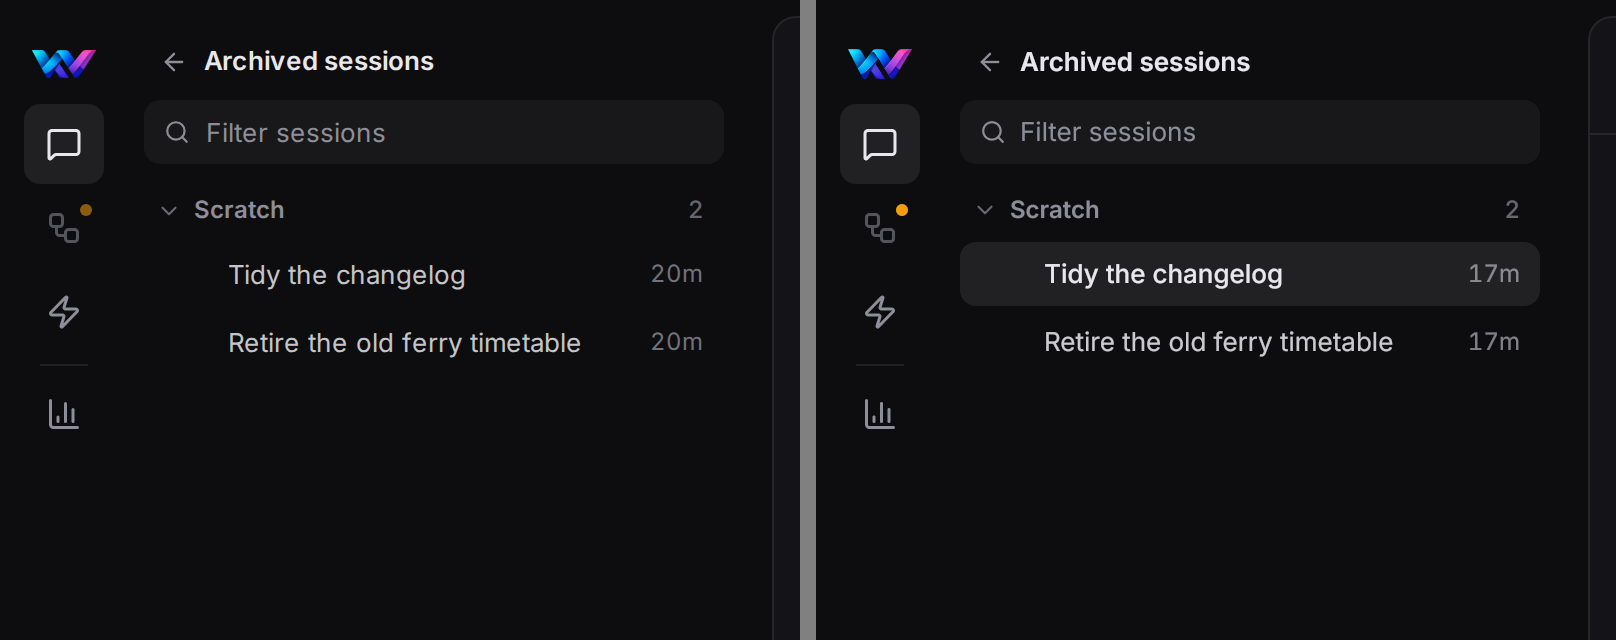 Archived sessions
Filter sessions
Scratch 2
Tidy the changelog 20m
Retire the old ferry timetable 20m
Archived sessions
Filter sessions
Scratch 2
Tidy the changelog 17m
Retire the old ferry timetable 17m